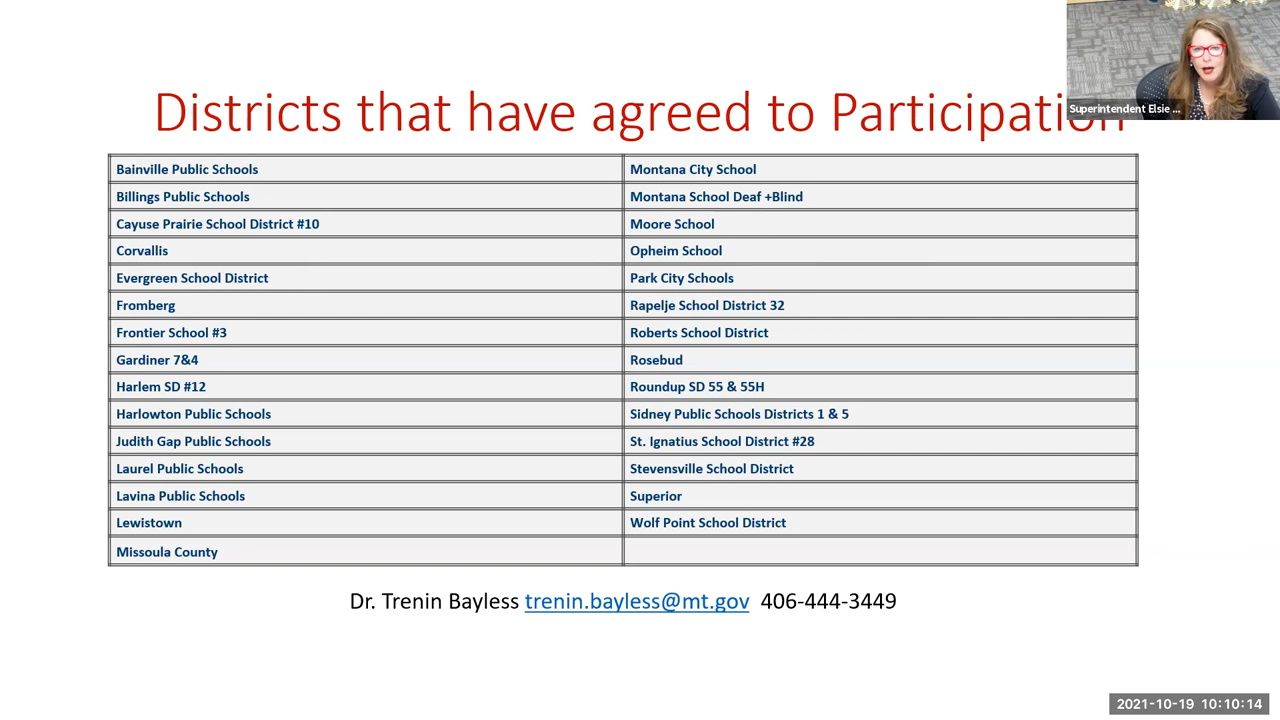 Superintendent Elsie ...
Districts that have agreed to Participation
Bainville Public Schools
Montana City School
Billings Public Schools
Montana School Deaf +Blind
Cayuse Prairie School District #10
Moore School
Corvallis
Opheim School
Evergreen School District
Park City Schools
Fromberg
Rapelje School District 32
Frontier School #3
Roberts School District
Gardiner 7&4
Rosebud
Harlem SD #12
Roundup SD 55 & 55H
Harlowton Public Schools
Sidney Public Schools Districts 1 & 5
Judith Gap Public Schools
St. Ignatius School District #28
Laurel Public Schools
Stevensville School District
Lavina Public Schools
Superior
Lewistown
Wolf Point School District
Missoula County
Dr. Trenin Bayless trenin.bayless@mt.gov 406-444-3449
2021-10-19 10:10:14